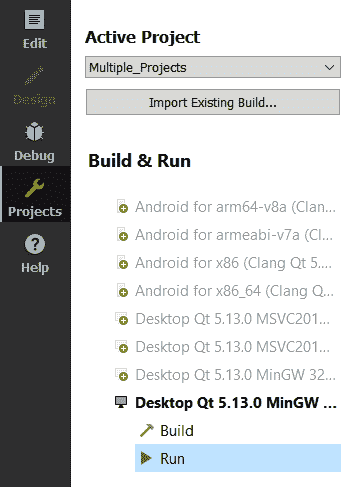 Edit
Design
Debug
Projects
Help
Active Project
Multiple_Projects
Import Existing Build...
Build & Run
Android for arm64-v8a (Clan...
Android for armeabi-v7a (Cl...
Android for x86 (Clang Qt 5....
Android for x86_64 (Clang Q...
Desktop Qt 5.13.0 MSVC201...
Desktop Qt 5.13.0 MSVC201...
Desktop Qt 5.13.0 MinGW 32...
Desktop Qt 5.13.0 MinGW ...
Build
Run